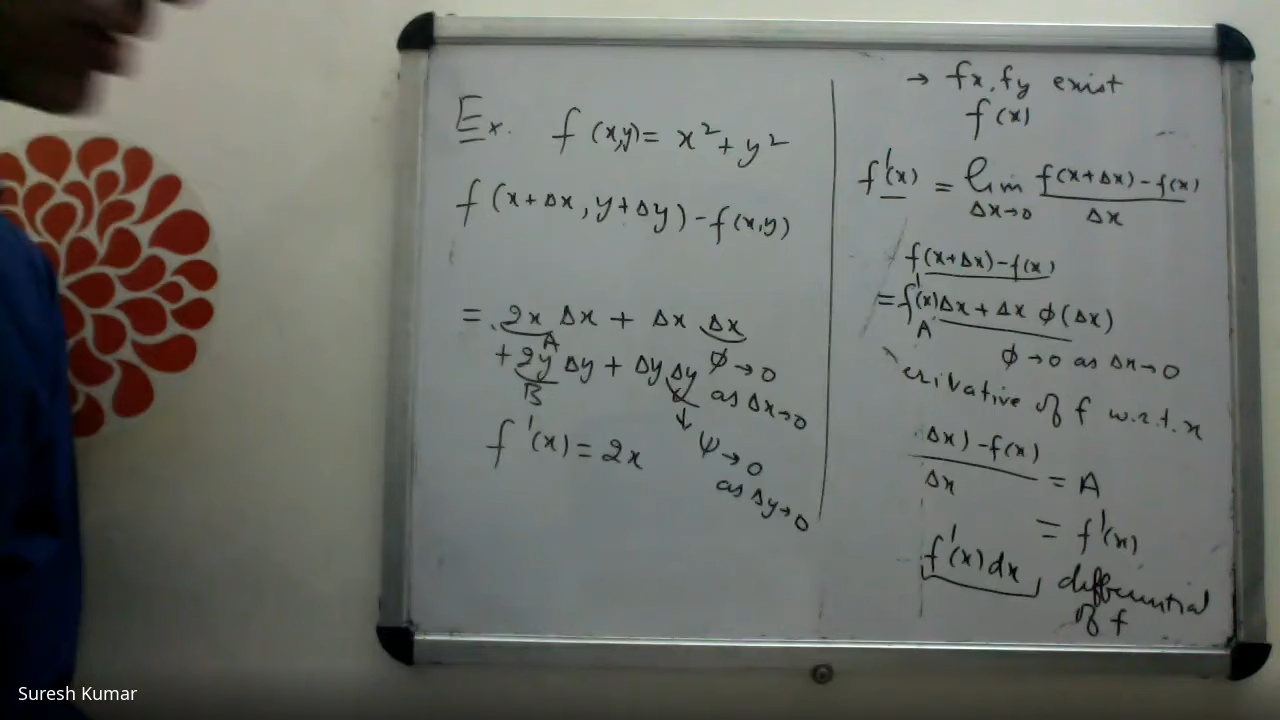 Ex. f(x,y) = x² + y²
f(x+Δx, y+Δy) - f(x,y)
= 2x Δx + Δx Δx
A
+ 2y Δy + Δy Δy φ→0
B as Δx→0
↓
f'(x) = 2x ψ→0
as Δy→0
→ fx, fy exist
f(x)
f'(x) = lim f(x+Δx) - f(x)
Δx→0 Δx
f(x+Δx) - f(x)
= f'(x)Δx + Δx φ(Δx)
A
φ→0 as Δx→0
erivative of f w.r.t. x
Δx) - f(x)
Δx = A
= f'(x)
f'(x)dx, differential
of f
Suresh Kumar